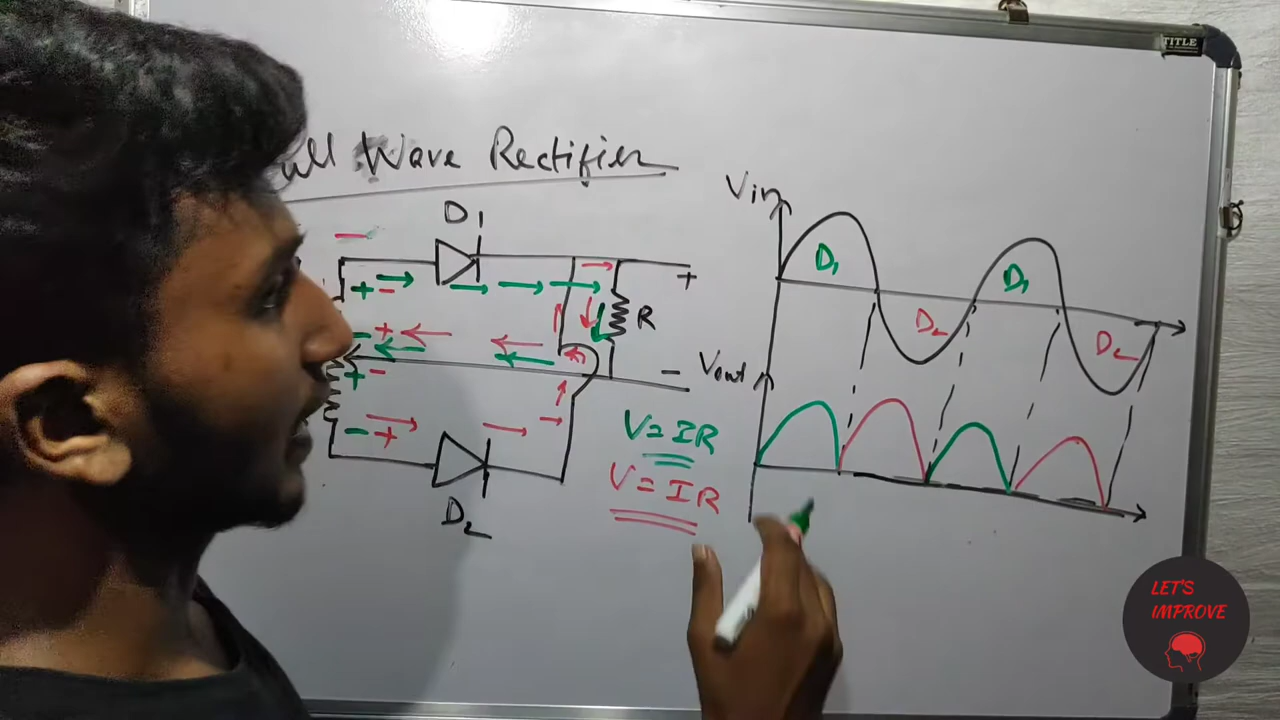 TITLE
ull Wave Rectifier
D1
+
-
-
+ -
- +
+ -
- +
R
+
-
D2
V = IR
V = IR
Vin
D1
D2
D1
D2
Vout
LET'S
IMPROVE